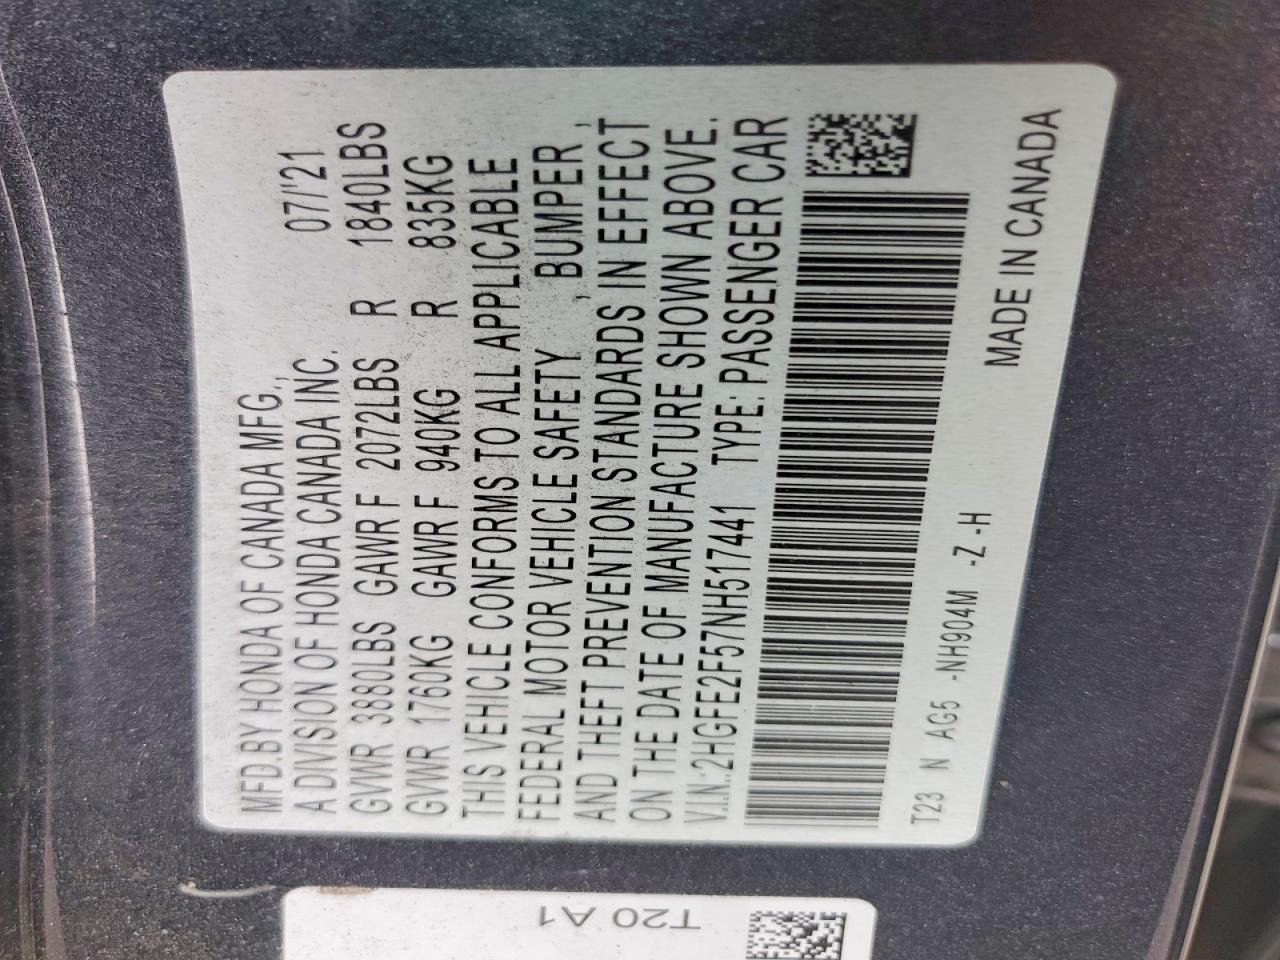 MFD.BY HONDA OF CANADA MFG.,
A DIVISION OF HONDA CANADA INC. 07/'21
GVWR 3880LBS GAWR F 2072LBS R 1840LBS
GVWR 1760KG GAWR F 940KG R 835KG
THIS VEHICLE CONFORMS TO ALL APPLICABLE
FEDERAL MOTOR VEHICLE SAFETY , BUMPER ,
AND THEFT PREVENTION STANDARDS IN EFFECT
ON THE DATE OF MANUFACTURE SHOWN ABOVE.
V.I.N.:2HGFE2F57NH517441 TYPE: PASSENGER CAR
T23 N AG5 -NH904M -Z -H
MADE IN CANADA
T20 A1